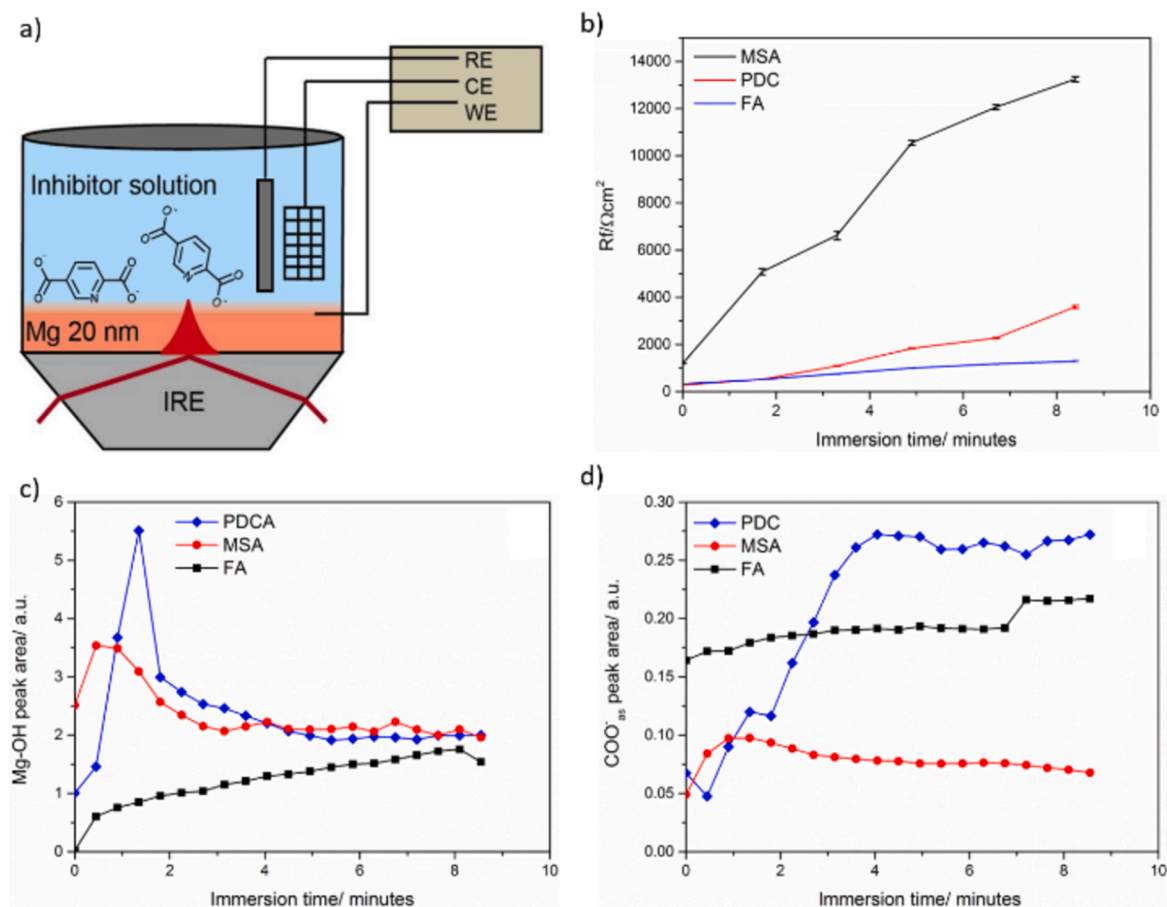 a)
RE
CE
WE
Inhibitor solution
O-
O
O
O-
N
O-
O
N
O
O-
Mg 20 nm
IRE
b)
MSA
PDC
FA
14000
12000
10000
8000
6000
4000
2000
0
Rf/Ωcm²
0 2 4 6 8 10
Immersion time/ minutes
c)
PDCA
MSA
FA
6
5
4
3
2
1
0
Mg-OH peak area/ a.u.
0 2 4 6 8 10
Immersion time/ minutes
d)
PDC
MSA
FA
0.30
0.25
0.20
0.15
0.10
0.05
0.00
COO⁻as peak area/ a.u.
0 2 4 6 8 10
Immersion time/ minutes